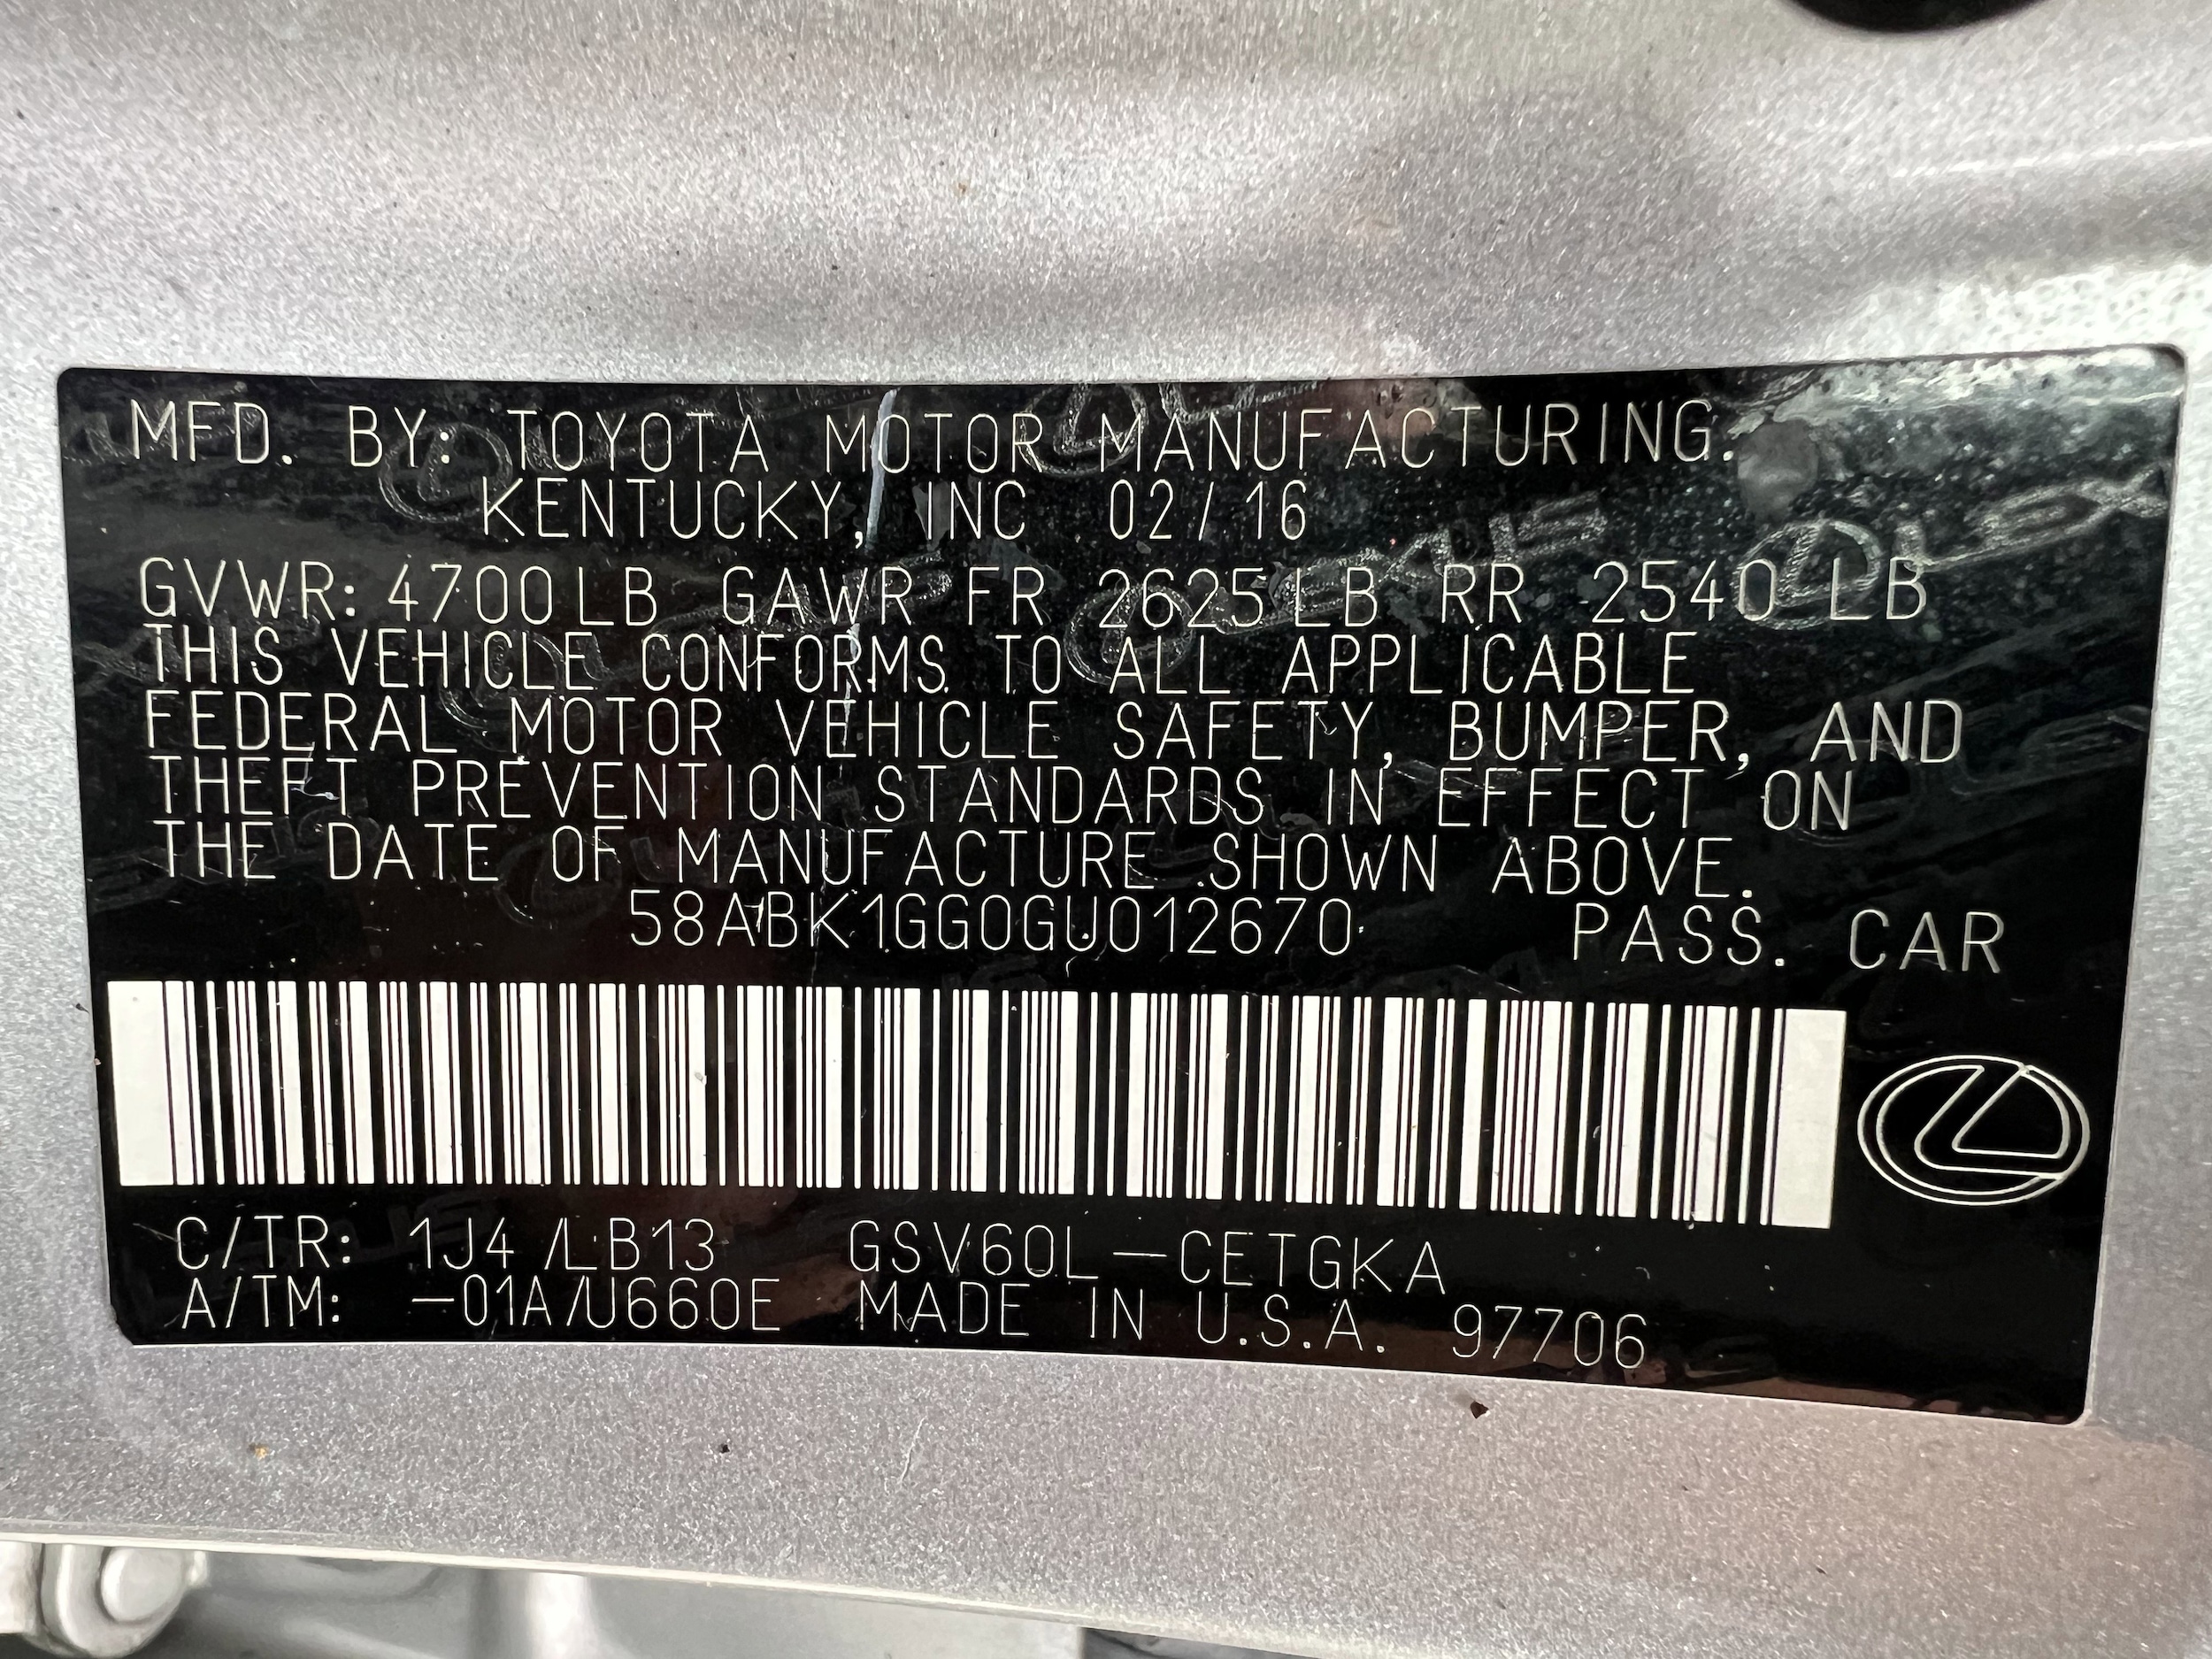 MFD. BY: TOYOTA MOTOR MANUFACTURING.
KENTUCKY, INC 02/16
GVWR: 4700LB GAWR FR 2625LB RR 2540LB
THIS VEHICLE CONFORMS TO ALL APPLICABLE
FEDERAL MOTOR VEHICLE SAFETY, BUMPER, AND
THEFT PREVENTION STANDARDS IN EFFECT ON
THE DATE OF MANUFACTURE SHOWN ABOVE.
58ABK1GG0GU012670 PASS. CAR
C/TR: 1J4 /LB13 GSV60L-CETGKA
A/TM: -01A/U660E MADE IN U.S.A. 97706